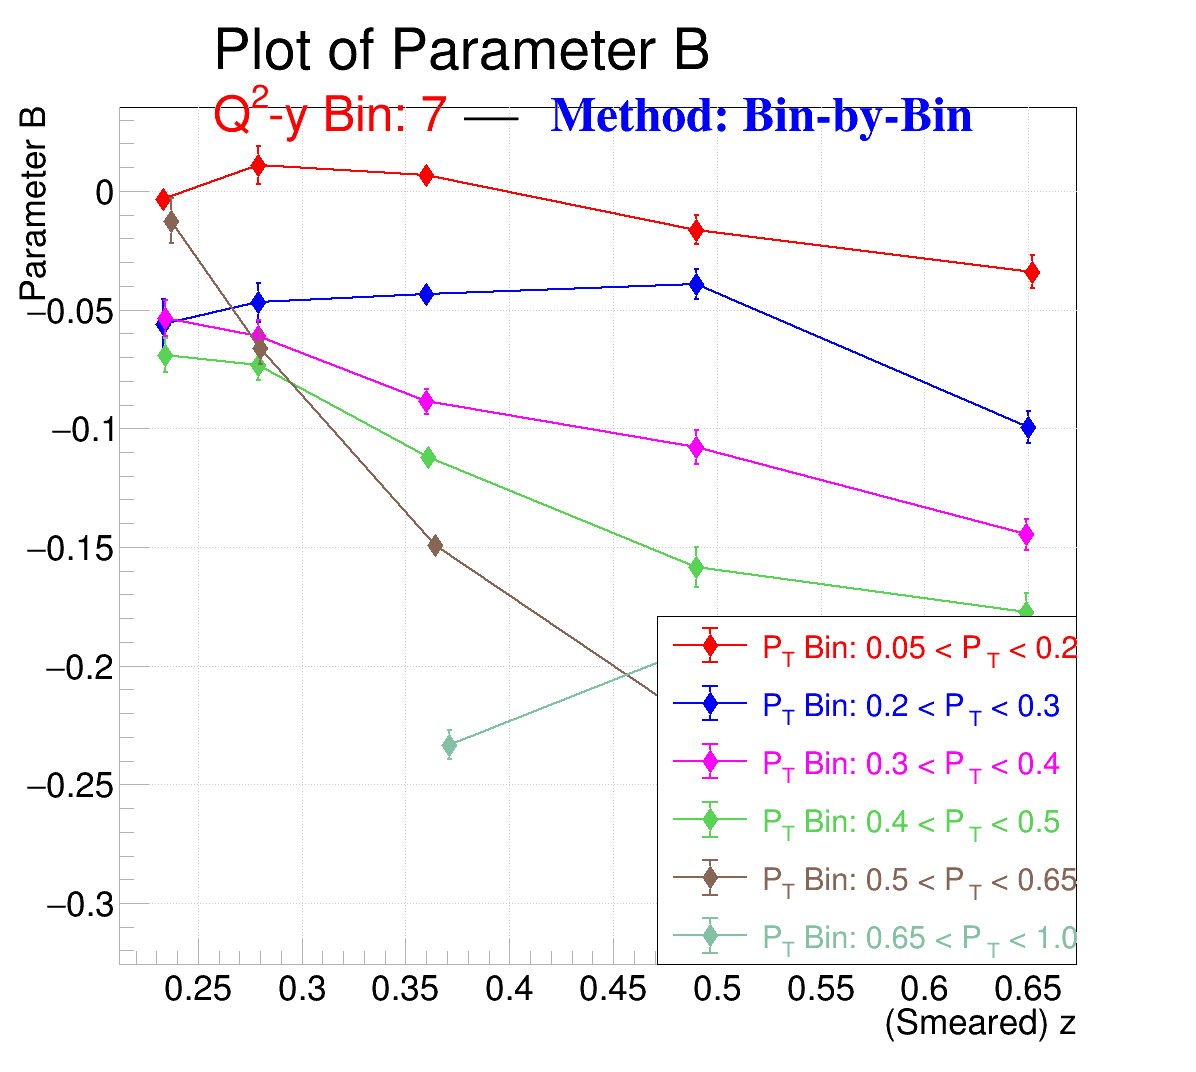 Plot of Parameter B
Q2-y Bin: 7 — Method: Bin-by-Bin
Parameter B
0
−0.05
−0.1
−0.15
−0.2
−0.25
−0.3
PT Bin: 0.05 < PT < 0.2
PT Bin: 0.2 < PT < 0.3
PT Bin: 0.3 < PT < 0.4
PT Bin: 0.4 < PT < 0.5
PT Bin: 0.5 < PT < 0.65
PT Bin: 0.65 < PT < 1.0
0.25 0.3 0.35 0.4 0.45 0.5 0.55 0.6 0.65
(Smeared) z